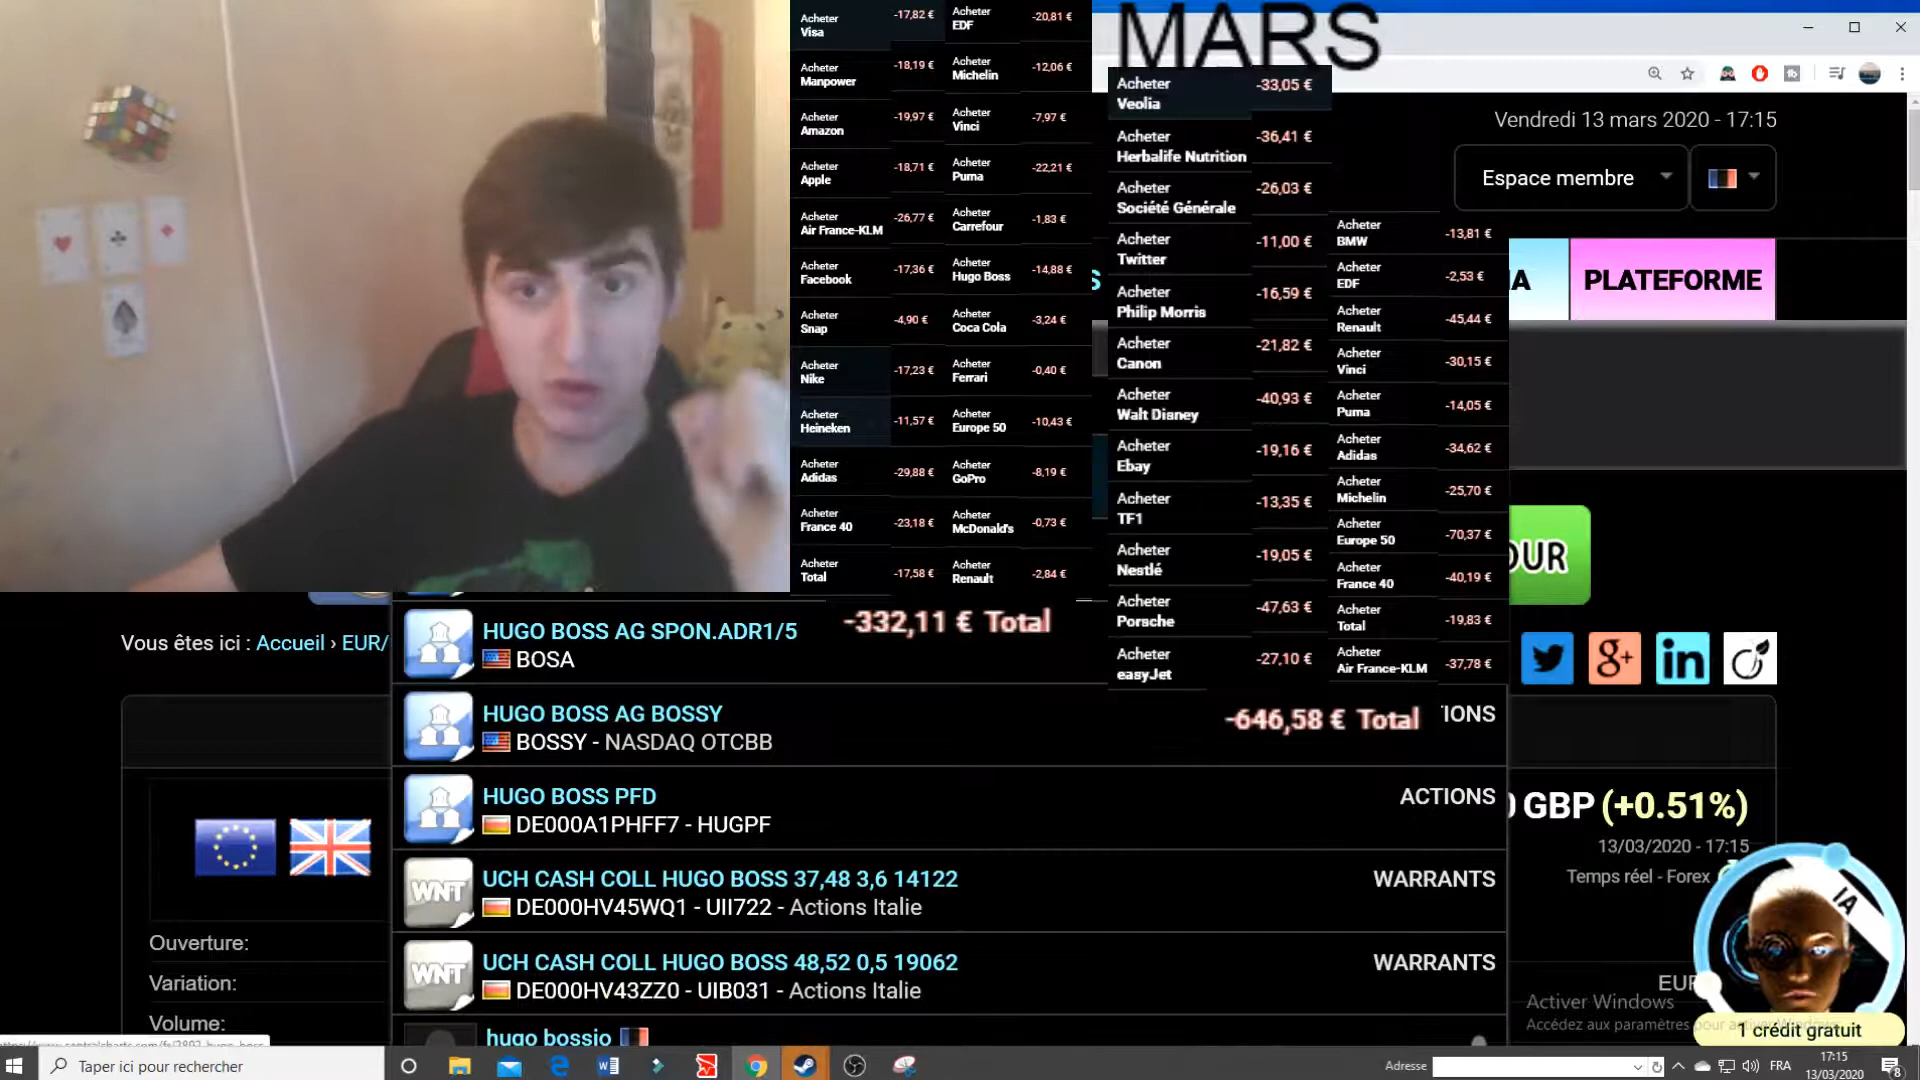 Acheter
Visa
-17,82 €
Acheter
Manpower
-18,19 €
Acheter
Amazon
-19,97 €
Acheter
Apple
-18,71 €
Acheter
Air France-KLM
-26,77 €
Acheter
Facebook
-17,36 €
Acheter
Snap
-4,90 €
Acheter
Nike
-17,23 €
Acheter
Heineken
-11,57 €
Acheter
Adidas
-29,88 €
Acheter
France 40
-23,18 €
Acheter
Total
-17,58 €
Acheter
EDF
-20,81 €
Acheter
Michelin
-12,06 €
Acheter
Vinci
-7,97 €
Acheter
Puma
-22,21 €
Acheter
Carrefour
-1,83 €
Acheter
Hugo Boss
-14,88 €
Acheter
Coca Cola
-3,24 €
Acheter
Ferrari
-0,40 €
Acheter
Europe 50
-10,43 €
Acheter
GoPro
-8,19 €
Acheter
McDonald's
-0,73 €
Acheter
Renault
-2,84 €
-332,11 € Total
MARS
Acheter
Veolia
-33,05 €
Acheter
Herbalife Nutrition
-36,41 €
Acheter
Société Générale
-26,03 €
Acheter
Twitter
-11,00 €
Acheter
Philip Morris
-16,59 €
Acheter
Canon
-21,82 €
Acheter
Walt Disney
-40,93 €
Acheter
Ebay
-19,16 €
Acheter
TF1
-13,35 €
Acheter
Nestlé
-19,05 €
Acheter
Porsche
-47,63 €
Acheter
easyJet
-27,10 €
Acheter
BMW
-13,81 €
Acheter
EDF
-2,53 €
Acheter
Renault
-45,44 €
Acheter
Vinci
-30,15 €
Acheter
Puma
-14,05 €
Acheter
Adidas
-34,62 €
Acheter
Michelin
-25,70 €
Acheter
Europe 50
-70,37 €
Acheter
France 40
-40,19 €
Acheter
Total
-19,83 €
Acheter
Air France-KLM
-37,78 €
-646,58 € Total
Vendredi 13 mars 2020 - 17:15
Espace membre
S
A
PLATEFORME
OUR
Vous êtes ici : Accueil › EUR/
HUGO BOSS AG SPON.ADR1/5
BOSA
HUGO BOSS AG BOSSY
IONS
BOSSY - NASDAQ OTCBB
HUGO BOSS PFD
ACTIONS
DE000A1PHFF7 - HUGPF
UCH CASH COLL HUGO BOSS 37,48 3,6 14122
WARRANTS
DE000HV45WQ1 - UII722 - Actions Italie
UCH CASH COLL HUGO BOSS 48,52 0,5 19062
WARRANTS
DE000HV43ZZ0 - UIB031 - Actions Italie
hugo bossio
WNT
WNT
g+
in
Ouverture:
Variation:
Volume:
GBP (+0.51%)
13/03/2020 - 17:15
Temps réel - Forex
IA
EUR
Activer Windows
Accédez aux paramètres pour
1 crédit gratuit
Taper ici pour rechercher
Adresse
FRA
17:15
13/03/2020
8